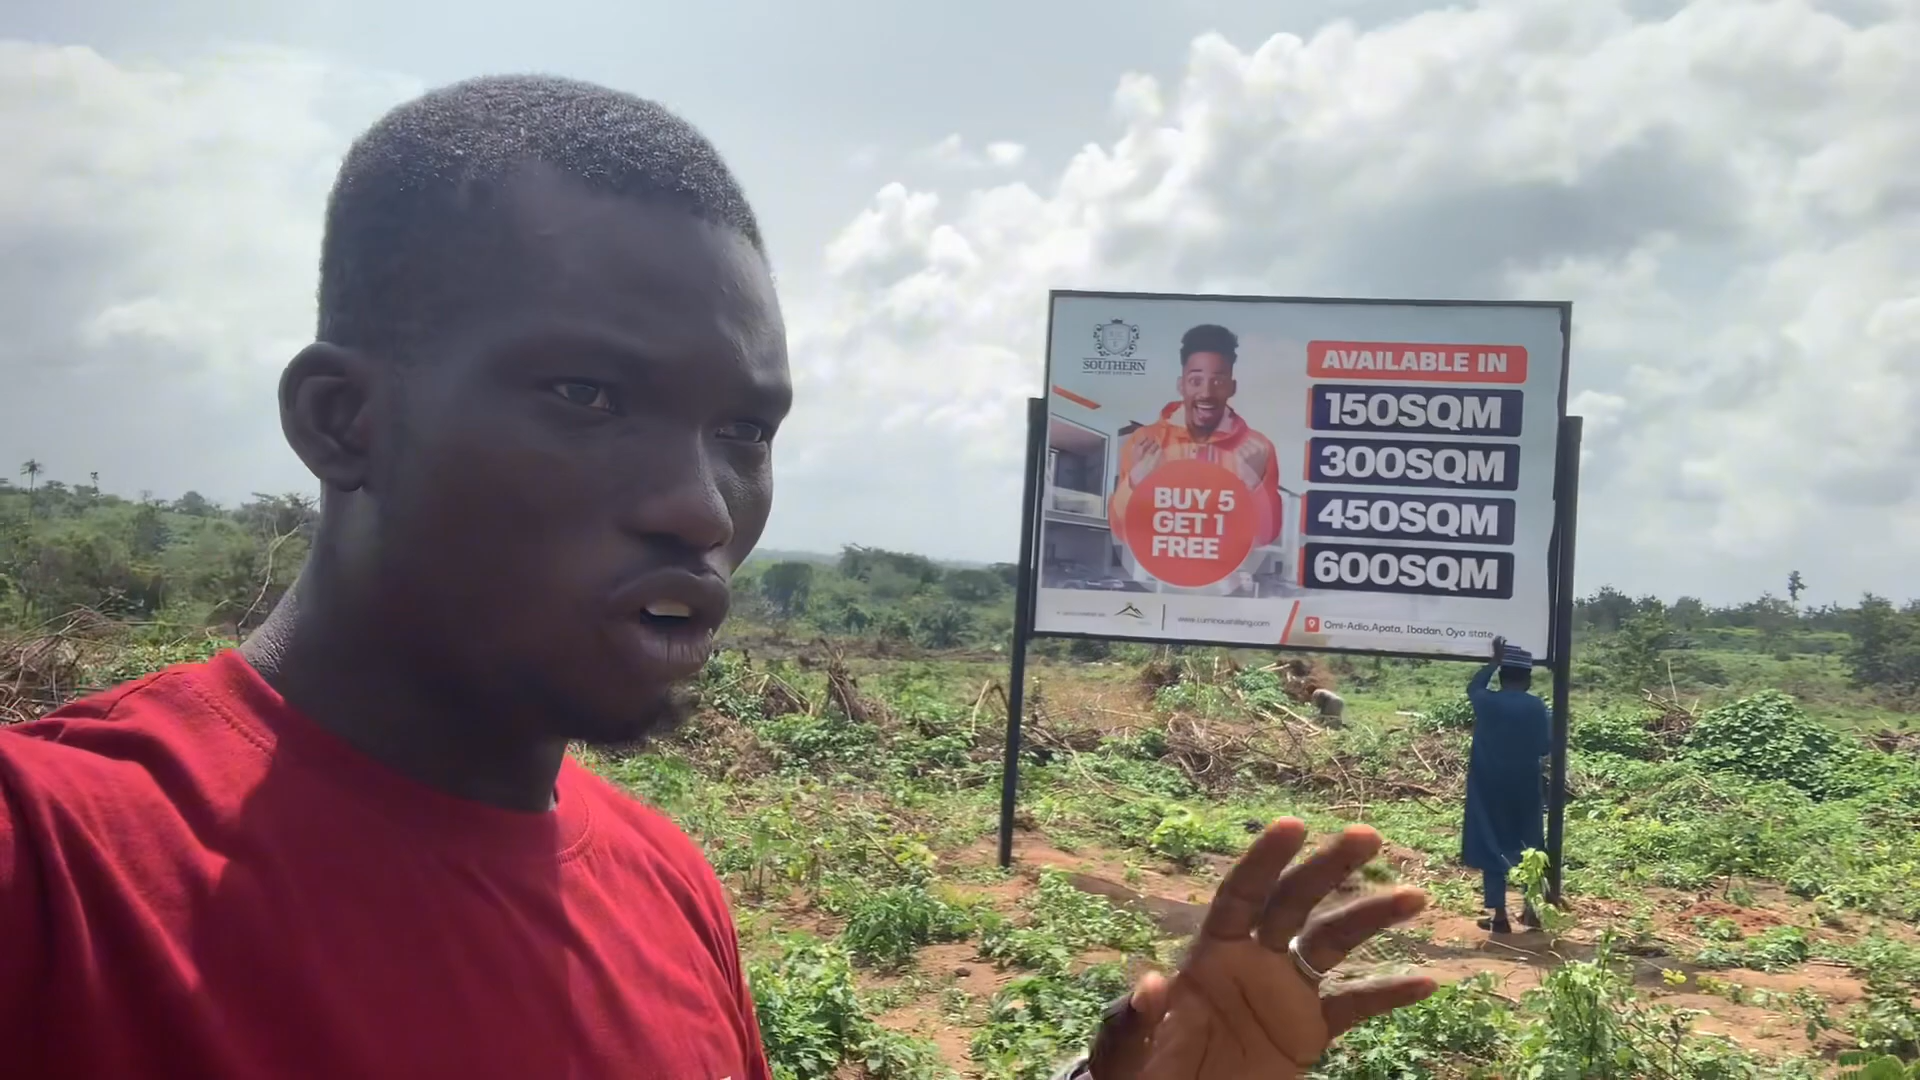 SOUTHERN
BUY 5
GET 1
FREE
AVAILABLE IN
150SQM
300SQM
450SQM
600SQM
Omi-Adio,Apata, Ibadan, Oyo state